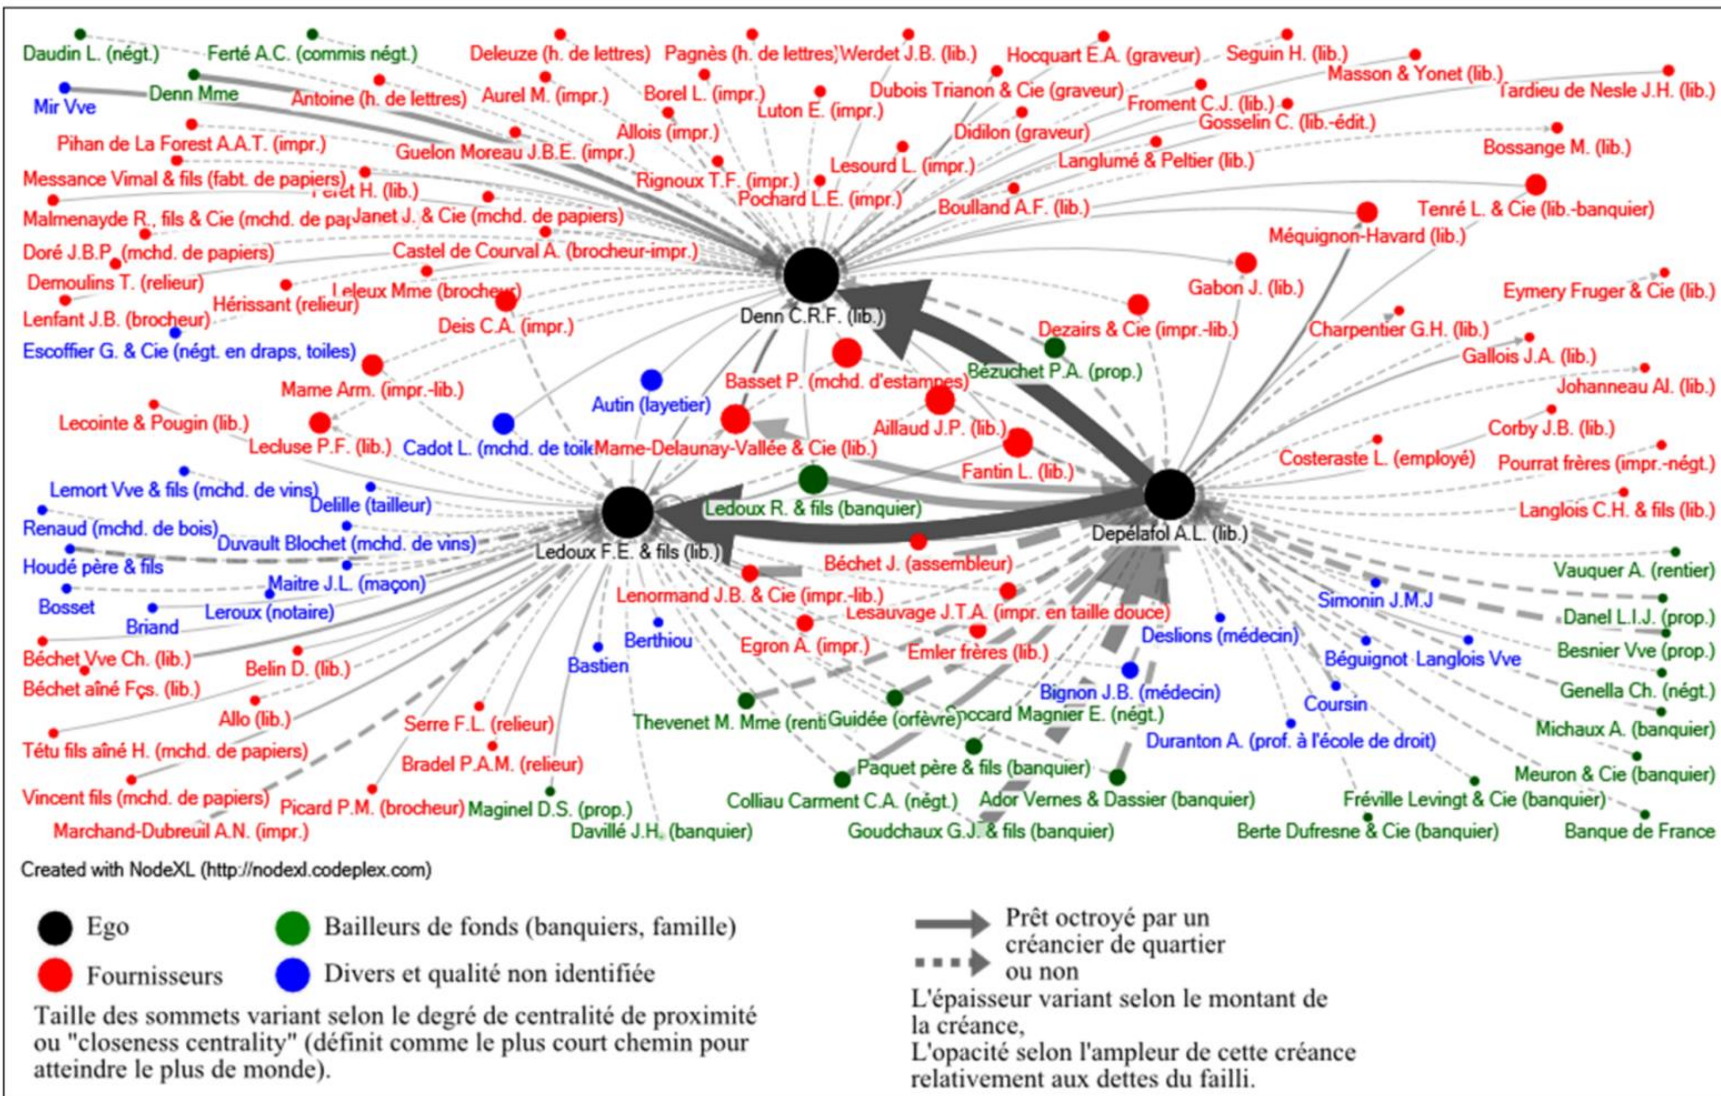 Daudin L. (négt.)
Ferté A.C. (commis négt.)
Deleuze (h. de lettres)
Pagnès (h. de lettres)
Werdet J.B. (lib.)
Hocquart E.A. (graveur)
Seguin H. (lib.)
Masson & Yonet (lib.)
Tardieu de Nesle J.H. (lib.)
Mir Vve
Denn Mme
Antoine (h. de lettres)
Aurel M. (impr.)
Borel L. (impr.)
Luton E. (impr.)
Dubois Trianon & Cie (graveur)
Froment C.J. (lib.)
Gosselin C. (lib.-édit.)
Pihan de La Forest A.A.T. (impr.)
Guelon Moreau J.B.E. (impr.)
Allois (impr.)
Didilon (graveur)
Langlumé & Peltier (lib.)
Bossange M. (lib.)
Messance Vimal & fils (fabt. de papiers)
Feret H. (lib.)
Rignoux T.F. (impr.)
Lesourd L. (impr.)
Pochard L.E. (impr.)
Boulland A.F. (lib.)
Tenré L. & Cie (lib.-banquier)
Malmenayde R., fils & Cie (mchd. de pap
Janet J. & Cie (mchd. de papiers)
Méquignon-Havard (lib.)
Doré J.B.P. (mchd. de papiers)
Castel de Courval A. (brocheur-impr.)
Demoulins T. (relieur)
Hérissant (relieur)
Leleux Mme (brocheur)
Gabon J. (lib.)
Eymery Fruger & Cie (lib.)
Lenfant J.B. (brocheur)
Deis C.A. (impr.)
Denn C.R.F. (lib.)
Dezairs & Cie (impr.-lib.)
Charpentier G.H. (lib.)
Escoffier G. & Cie (négt. en draps, toiles)
Gallois J.A. (lib.)
Mame Arm. (impr.-lib.)
Basset P. (mchd. d'estampes)
Bézuchet P.A. (prop.)
Johanneau Al. (lib.)
Lecointe & Pougin (lib.)
Autin (layetier)
Aillaud J.P. (lib.)
Corby J.B. (lib.)
Lecluse P.F. (lib.)
Cadot L. (mchd. de toile
Mame-Delaunay-Vallée & Cie (lib.)
Fantin L. (lib.)
Costeraste L. (employé)
Pourrat frères (impr.-négt.)
Lemort Vve & fils (mchd. de vins)
Delille (tailleur)
Ledoux R. & fils (banquier)
Langlois C.H. & fils (lib.)
Renaud (mchd. de bois)
Duvault Blochet (mchd. de vins)
Ledoux F.E. & fils (lib.)
Depélafol A.L. (lib.)
Houdé père & fils
Maitre J.L. (maçon)
Béchet J. (assembleur)
Vauquer A. (rentier)
Bosset
Leroux (notaire)
Lenormand J.B. & Cie (impr.-lib.)
Lesauvage J.T.A. (impr. en taille douce)
Simonin J.M.J
Danel L.I.J. (prop.)
Briand
Berthiou
Egron A. (impr.)
Emler frères (lib.)
Deslions (médecin)
Béguinot
Langlois Vve
Besnier Vve (prop.)
Béchet Vve Ch. (lib.)
Belin D. (lib.)
Bastien
Béchet aîné Fçs. (lib.)
Bignon J.B. (médecin)
Coursin
Genella Ch. (négt.)
Allo (lib.)
Serre F.L. (relieur)
Thevenet M. Mme (renti
Guidée (orfèvre)
occard Magnier E. (négt.)
Duranton A. (prof. à l'école de droit)
Michaux A. (banquier)
Tétu fils aîné H. (mchd. de papiers)
Bradel P.A.M. (relieur)
Paquet père & fils (banquier)
Meuron & Cie (banquier)
Vincent fils (mchd. de papiers)
Picard P.M. (brocheur)
Maginel D.S. (prop.)
Colliau Carment C.A. (négt.)
Ador Vernes & Dassier (banquier)
Fréville Levingt & Cie (banquier)
Marchand-Dubreuil A.N. (impr.)
Davillé J.H. (banquier)
Goudchaux G.J. & fils (banquier)
Berte Dufresne & Cie (banquier)
Banque de France
Created with NodeXL (http://nodexl.codeplex.com)
Ego
Bailleurs de fonds (banquiers, famille)
Fournisseurs
Divers et qualité non identifiée
Taille des sommets variant selon le degré de centralité de proximité
ou "closeness centrality" (définit comme le plus court chemin pour
atteindre le plus de monde).
Prêt octroyé par un
créancier de quartier
ou non
L'épaisseur variant selon le montant de
la créance,
L'opacité selon l'ampleur de cette créance
relativement aux dettes du failli.